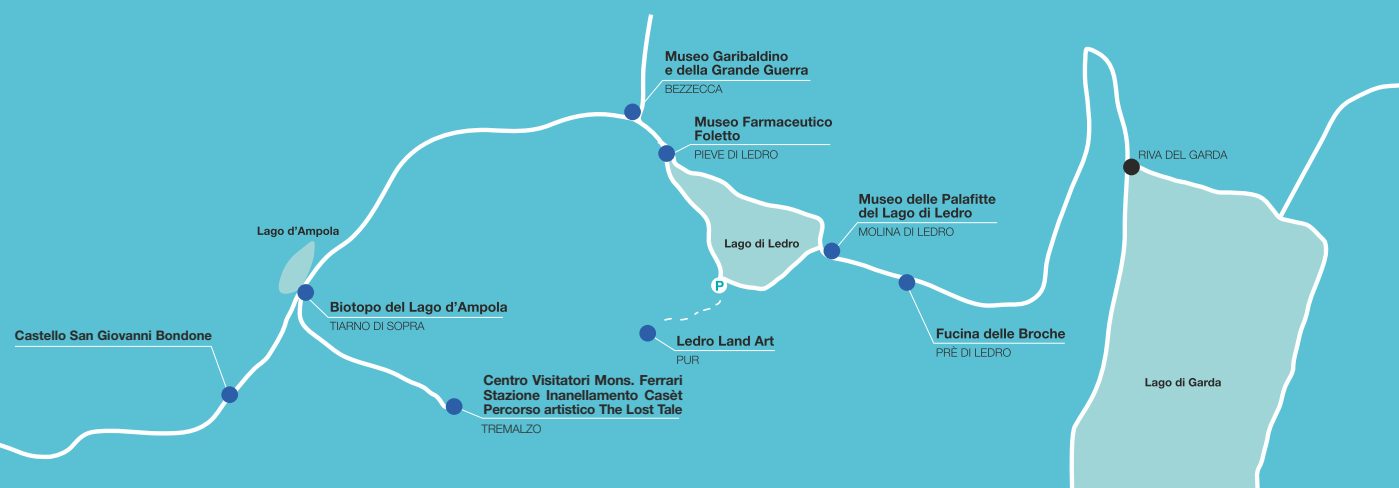 Museo Garibaldino
e della Grande Guerra
BEZZECCA
Museo Farmaceutico
Foletto
PIEVE DI LEDRO
RIVA DEL GARDA
Museo delle Palafitte
del Lago di Ledro
MOLINA DI LEDRO
Lago d'Ampola
Lago di Ledro
P
Biotopo del Lago d'Ampola
TIARNO DI SOPRA
Castello San Giovanni Bondone
Ledro Land Art
PUR
Fucina delle Broche
PRÈ DI LEDRO
Lago di Garda
Centro Visitatori Mons. Ferrari
Stazione Inanellamento Casèt
Percorso artistico The Lost Tale
TREMALZO